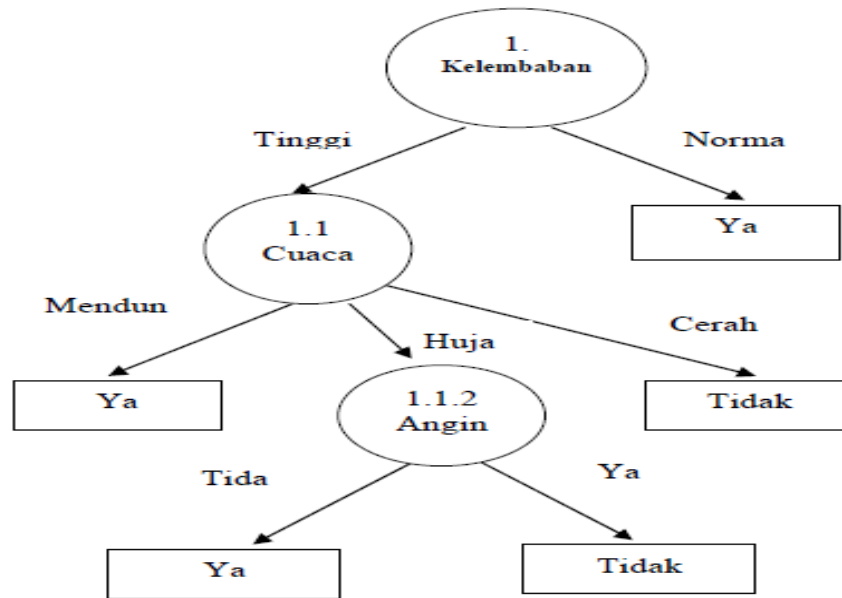 1.
Kelembaban
Tinggi
Norma
1.1
Cuaca
Ya
Mendun
Huja
Cerah
Ya
1.1.2
Angin
Tidak
Tida
Ya
Ya
Tidak